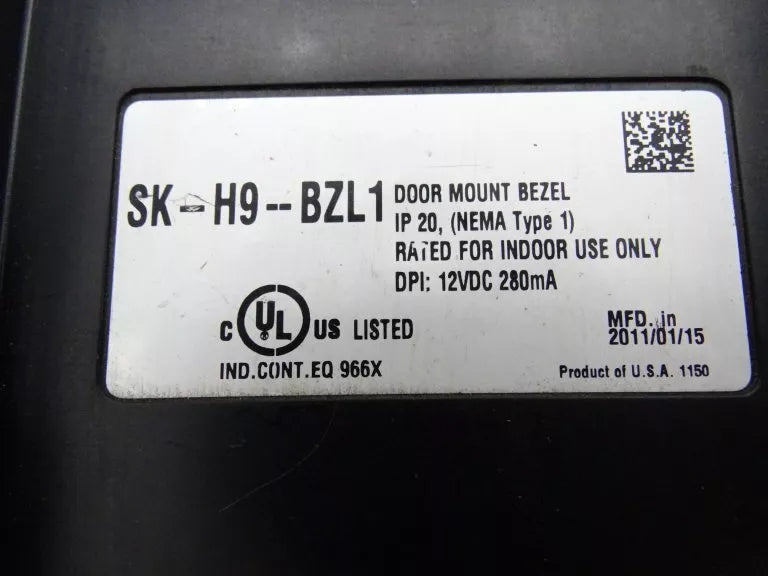 SK-H9-BZL1
DOOR MOUNT BEZEL
IP 20, (NEMA Type 1)
RATED FOR INDOOR USE ONLY
DPI: 12VDC 280mA
C UL US LISTED
IND.CONT.EQ 966X
MFD. in
2011/01/15
Product of U.S.A. 1150